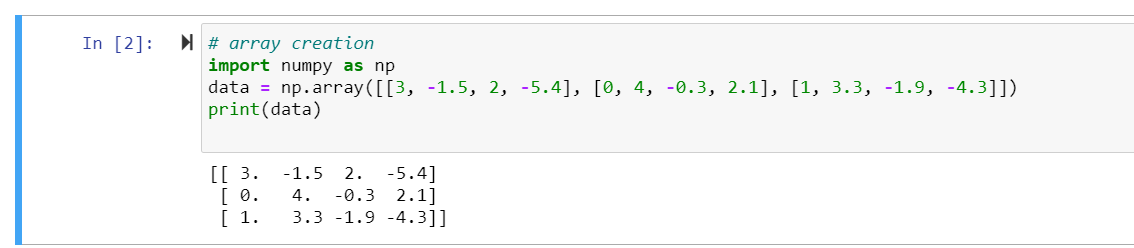 In [2]:
# array creation
import numpy as np
data = np.array([[3, -1.5, 2, -5.4], [0, 4, -0.3, 2.1], [1, 3.3, -1.9, -4.3]])
print(data)
[[ 3.  -1.5  2.  -5.4]
 [ 0.   4.  -0.3  2.1]
 [ 1.   3.3 -1.9 -4.3]]